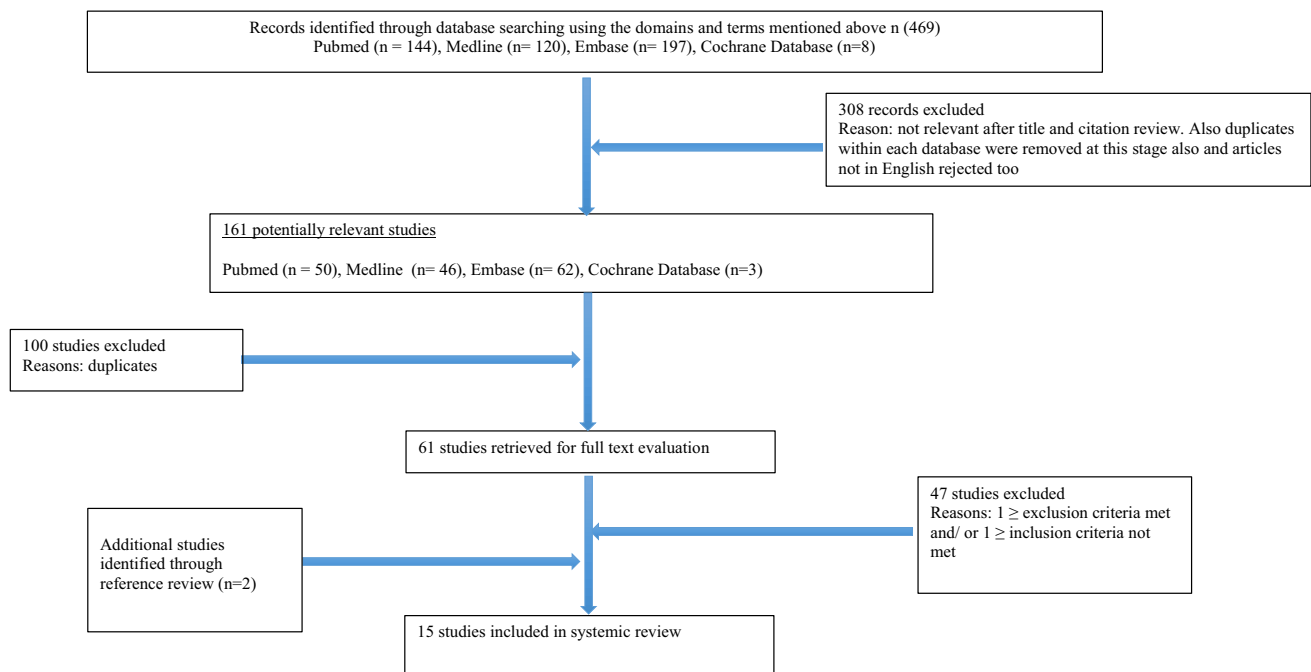 Records identified through database searching using the domains and terms mentioned above n (469)
Pubmed (n = 144), Medline (n= 120), Embase (n= 197), Cochrane Database (n=8)
308 records excluded
Reason: not relevant after title and citation review. Also duplicates
within each database were removed at this stage also and articles
not in English rejected too
161 potentially relevant studies
Pubmed (n = 50), Medline (n= 46), Embase (n= 62), Cochrane Database (n=3)
100 studies excluded
Reasons: duplicates
61 studies retrieved for full text evaluation
47 studies excluded
Reasons: 1 ≥ exclusion criteria met
and/ or 1 ≥ inclusion criteria not
met
Additional studies
identified through
reference review (n=2)
15 studies included in systemic review